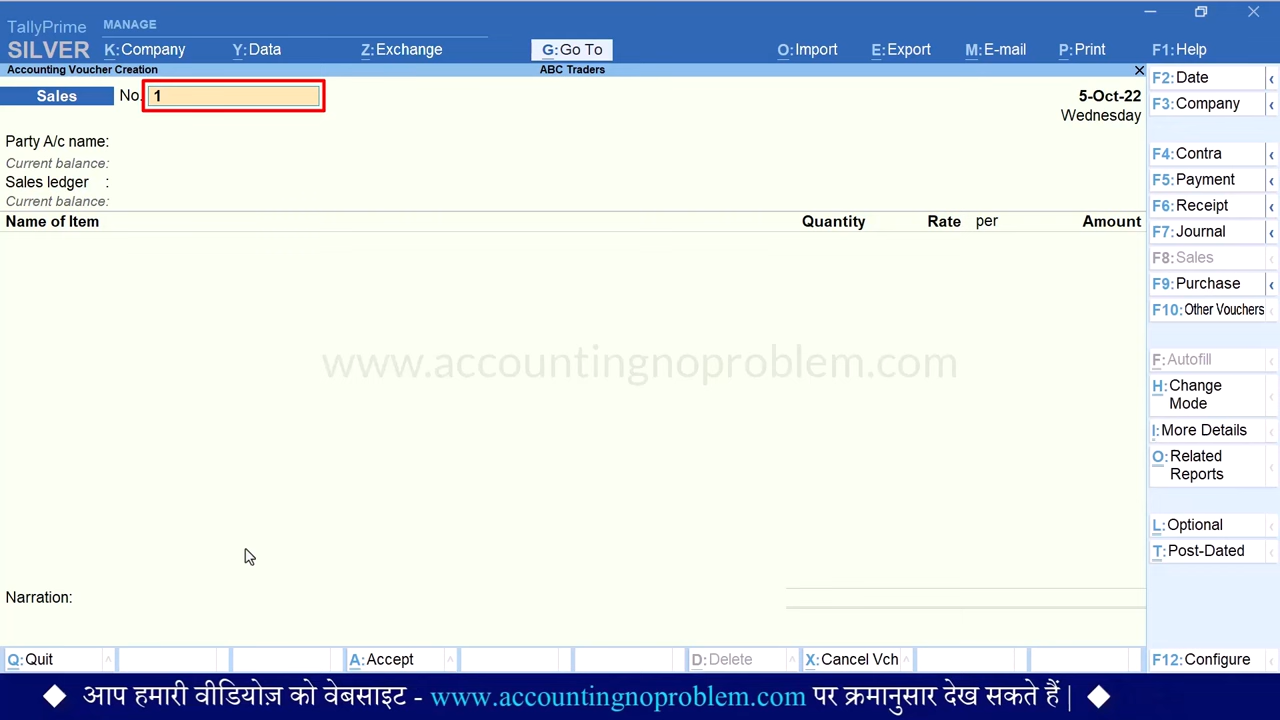 TallyPrime MANAGE
SILVER K:Company Y:Data Z:Exchange G:Go To O:Import E:Export M:E-mail P:Print F1:Help
Accounting Voucher Creation ABC Traders
Sales No. 1 5-Oct-22
Wednesday
Party A/c name:
Current balance:
Sales ledger :
Current balance:
Name of Item Quantity Rate per Amount
www.accountingnoproblem.com
Narration:
F2:Date
F3:Company
F4:Contra
F5:Payment
F6:Receipt
F7:Journal
F8:Sales
F9:Purchase
F10:Other Vouchers
F:Autofill
H:Change
Mode
I:More Details
O:Related
Reports
L:Optional
T:Post-Dated
Q:Quit A:Accept D:Delete X:Cancel Vch F12:Configure
आप हमारी वीडियोज़ को वेबसाइट - www.accountingnoproblem.com पर क्रमानुसार देख सकते हैं |